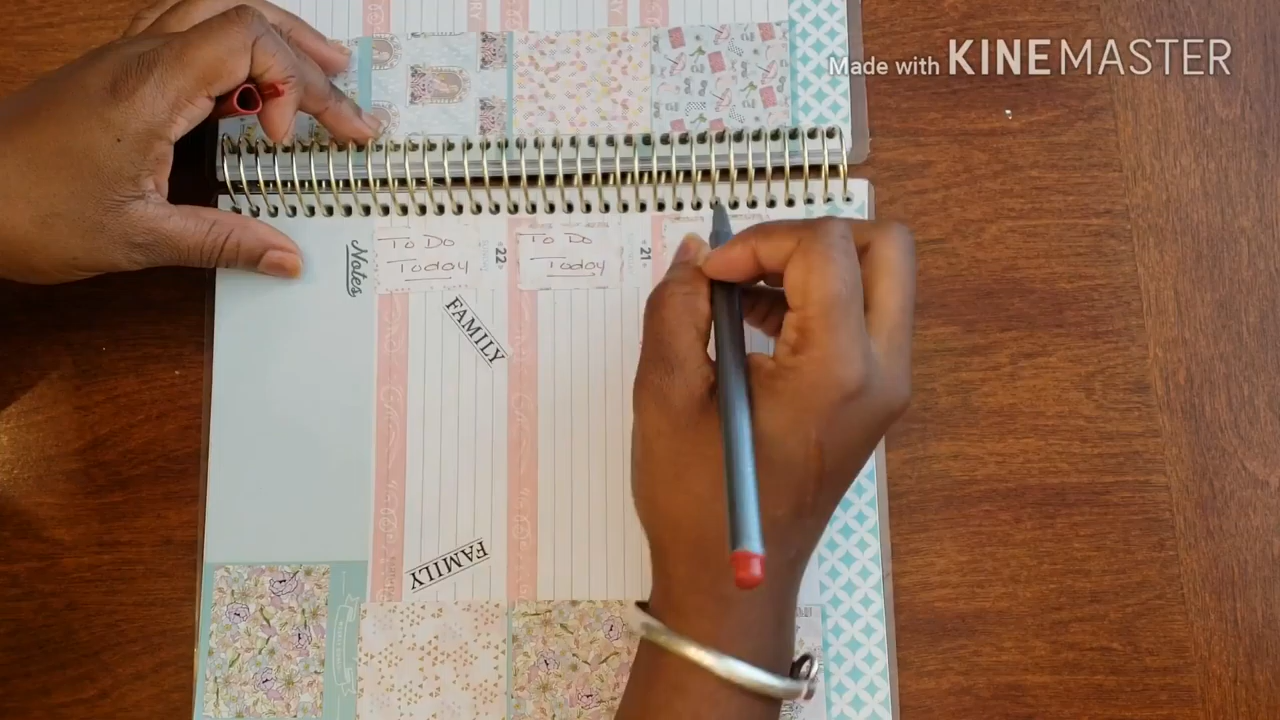 Made with KINEMASTER
To Do
Today
To Do
Today
Notes
22
21
FAMILY
FAMILY